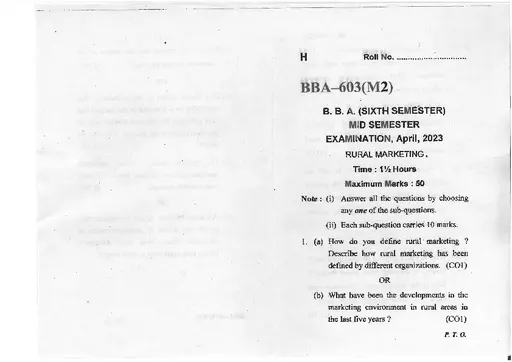 H Roll No. ..............................
BBA–603(M2)
B. B. A. (SIXTH SEMESTER)
MID SEMESTER
EXAMINATION, April, 2023
RURAL MARKETING.
Time : 1½ Hours
Maximum Marks : 50
Note : (i) Answer all the questions by choosing
any one of the sub-questions.
(ii) Each sub-question carries 10 marks.
1. (a) How do you define rural marketing ?
Describe how rural marketing has been
defined by different organizations. (CO1)
OR
(b) What have been the developments in the
marketing environment in rural areas in
the last five years ? (CO1)
P. T. O.